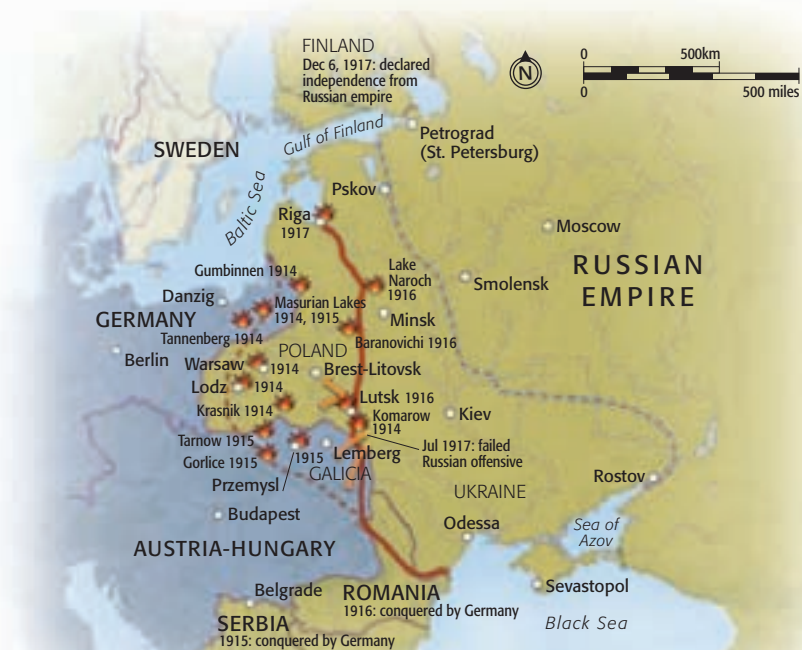 FINLAND
Dec 6, 1917: declared
independence from
Russian empire
N
0 500km
0 500 miles
Gulf of Finland
Petrograd
(St. Petersburg)
SWEDEN
Baltic Sea
Pskov
Riga
1917
Moscow
Gumbinnen 1914
Lake
Naroch
1916
Smolensk
RUSSIAN
EMPIRE
Danzig
Masurian Lakes
1914, 1915
Minsk
GERMANY
Tannenberg 1914
Baranovichi 1916
Berlin
POLAND
Warsaw
1914
Brest-Litovsk
Lodz
1914
Lutsk 1916
Krasnik 1914
Komarow
1914
Kiev
Tarnow 1915
Jul 1917: failed
Russian offensive
Gorlice 1915
1915
Lemberg
Przemysl
GALICIA
Rostov
UKRAINE
Budapest
Odessa
Sea of
Azov
AUSTRIA-HUNGARY
Belgrade
ROMANIA
1916: conquered by Germany
Sevastopol
SERBIA
1915: conquered by Germany
Black Sea